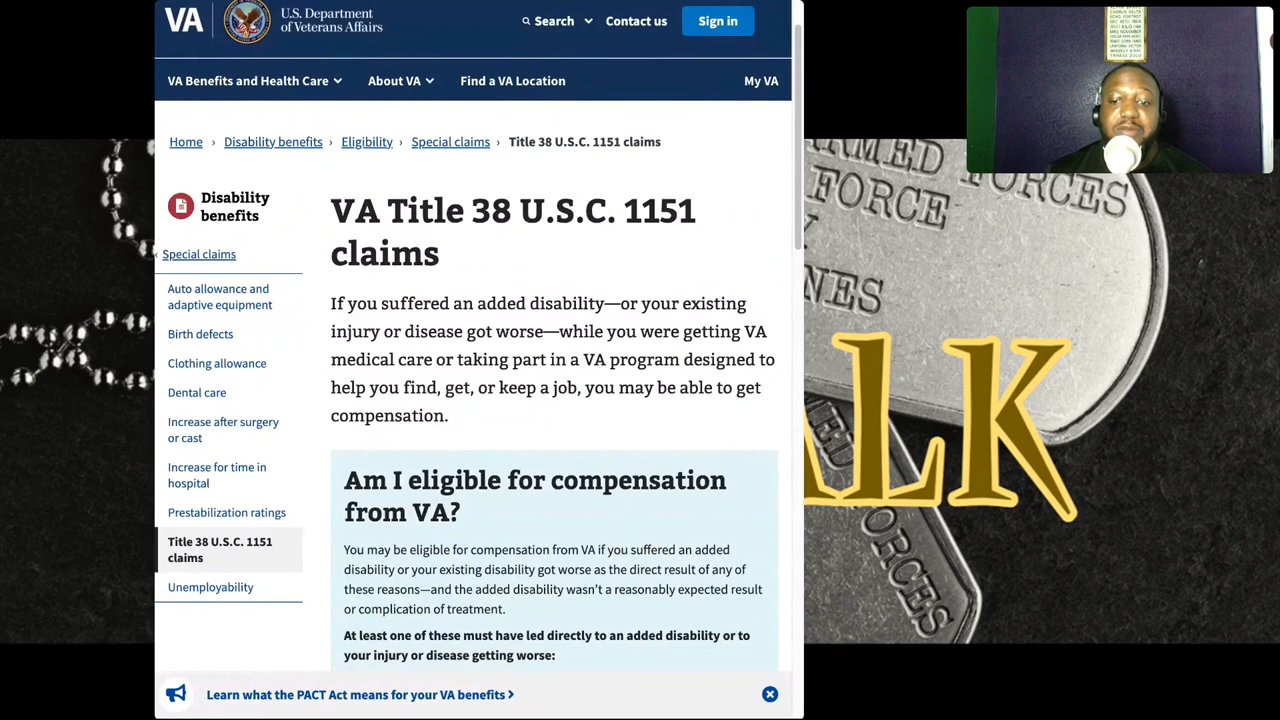 VA
U.S. Department
of Veterans Affairs
Search
Contact us
Sign in
VA Benefits and Health Care
About VA
Find a VA Location
My VA
Home › Disability benefits › Eligibility › Special claims › Title 38 U.S.C. 1151 claims
Disability
benefits
‹ Special claims
Auto allowance and
adaptive equipment
Birth defects
Clothing allowance
Dental care
Increase after surgery
or cast
Increase for time in
hospital
Prestabilization ratings
Title 38 U.S.C. 1151
claims
Unemployability
VA Title 38 U.S.C. 1151
claims
If you suffered an added disability—or your existing
injury or disease got worse—while you were getting VA
medical care or taking part in a VA program designed to
help you find, get, or keep a job, you may be able to get
compensation.
Am I eligible for compensation
from VA?
You may be eligible for compensation from VA if you suffered an added
disability or your existing disability got worse as the direct result of any of
these reasons—and the added disability wasn't a reasonably expected result
or complication of treatment.
At least one of these must have led directly to an added disability or to
your injury or disease getting worse:
Learn what the PACT Act means for your VA benefits ›
ARMED FORCES
FORCE
NES
ALK
FORCES